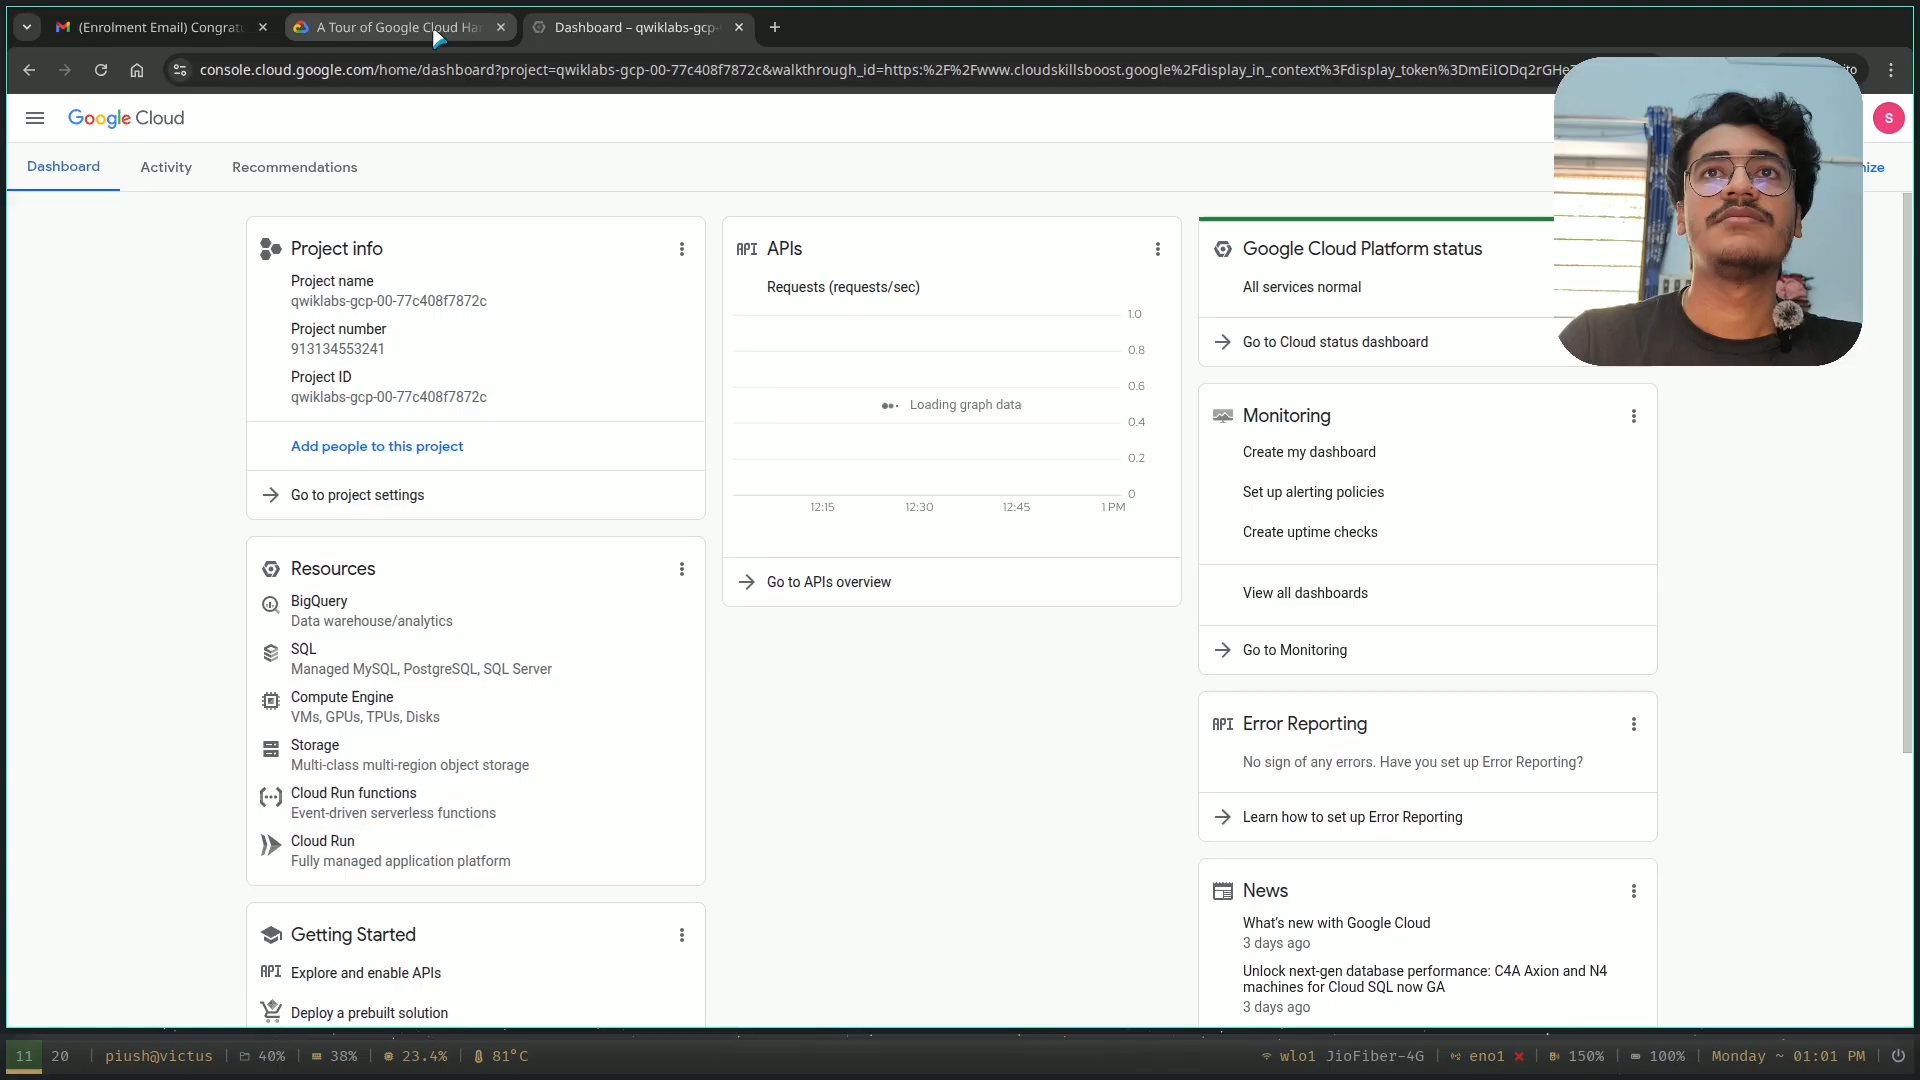 (Enrolment Email) Congrat
A Tour of Google Cloud Ha
Dashboard – qwiklabs-gcp-
console.cloud.google.com/home/dashboard?project=qwiklabs-gcp-00-77c408f7872c&walkthrough_id=https:%2F%2Fwww.cloudskillsboost.google%2Fdisplay_in_context%3Fdisplay_token%3DmEiIODq2rGHe
Google Cloud
S
Dashboard
Activity
Recommendations
Project info
Project name
qwiklabs-gcp-00-77c408f7872c
Project number
913134553241
Project ID
qwiklabs-gcp-00-77c408f7872c
Add people to this project
Go to project settings
Resources
BigQuery
Data warehouse/analytics
SQL
Managed MySQL, PostgreSQL, SQL Server
Compute Engine
VMs, GPUs, TPUs, Disks
Storage
Multi-class multi-region object storage
Cloud Run functions
Event-driven serverless functions
Cloud Run
Fully managed application platform
Getting Started
API Explore and enable APIs
Deploy a prebuilt solution
API APIs
Requests (requests/sec)
1.0
0.8
0.6
Loading graph data
0.4
0.2
0
12:15 12:30 12:45 1 PM
Go to APIs overview
Google Cloud Platform status
All services normal
Go to Cloud status dashboard
Monitoring
Create my dashboard
Set up alerting policies
Create uptime checks
View all dashboards
Go to Monitoring
API Error Reporting
No sign of any errors. Have you set up Error Reporting?
Learn how to set up Error Reporting
News
What's new with Google Cloud
3 days ago
Unlock next-gen database performance: C4A Axion and N4
machines for Cloud SQL now GA
3 days ago
11 20 | piush@victus | 40% | 38% | 23.4% | 81°C
wlo1 JioFiber-4G | eno1 | 150% | 100% | Monday ~ 01:01 PM